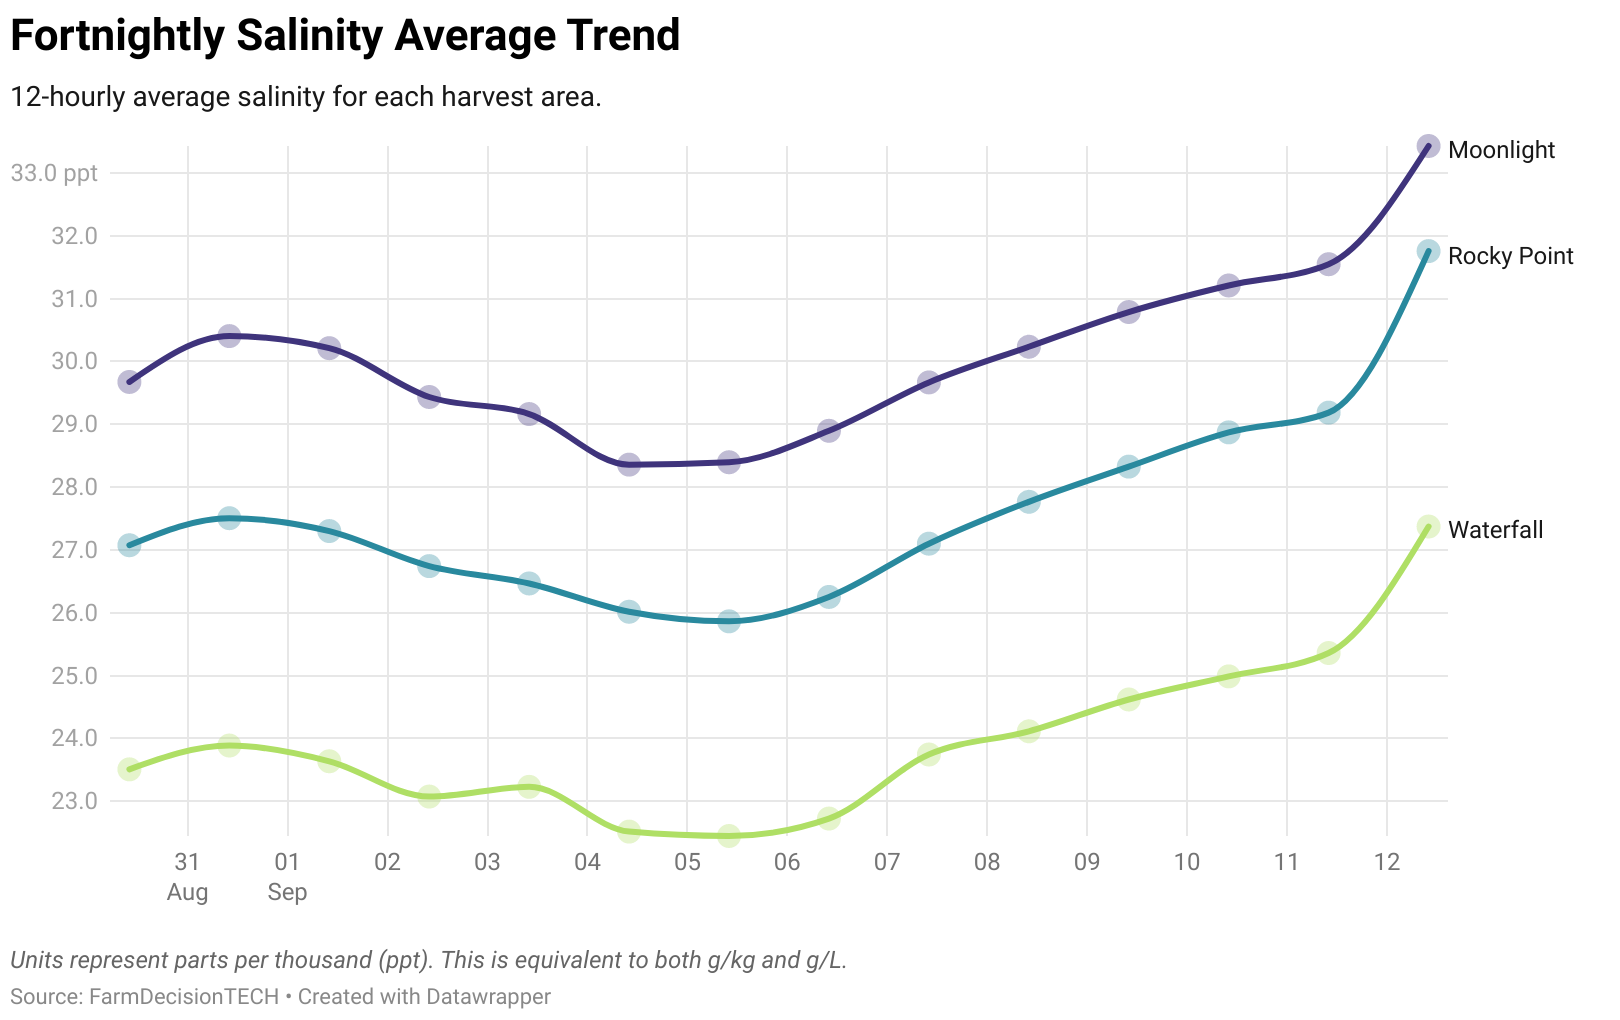 Fortnightly Salinity Average Trend
12-hourly average salinity for each harvest area.
33.0 ppt
32.0
31.0
30.0
29.0
28.0
27.0
26.0
25.0
24.0
23.0
Moonlight
Rocky Point
Waterfall
31 01 02 03 04 05 06 07 08 09 10 11 12
Aug Sep
Units represent parts per thousand (ppt). This is equivalent to both g/kg and g/L.
Source: FarmDecisionTECH • Created with Datawrapper